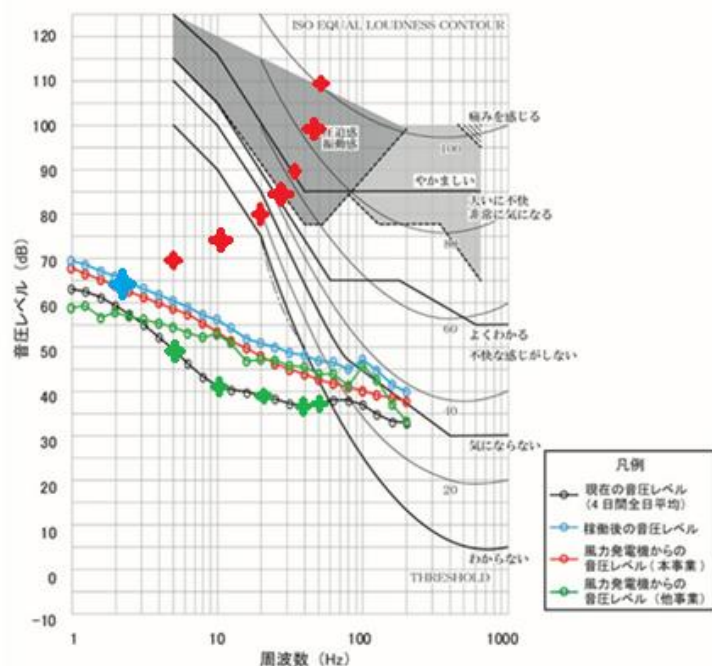 ISO EQUAL LOUDNESS CONTOUR
120
110
100
90
80
70
60
50
40
30
20
10
0
-10
音圧レベル (dB)
痛みを感じる
100
圧迫感
振動感
やかましい
大いに不快
非常に気になる
80
60
よくわかる
不快な感じがしない
40
気にならない
20
わからない
THRESHOLD
1
10
100
1000
周波数 (Hz)
凡例
現在の音圧レベル
(4日間全日平均)
稼働後の音圧レベル
風力発電機からの
音圧レベル(本事業)
風力発電機からの
音圧レベル(他事業)